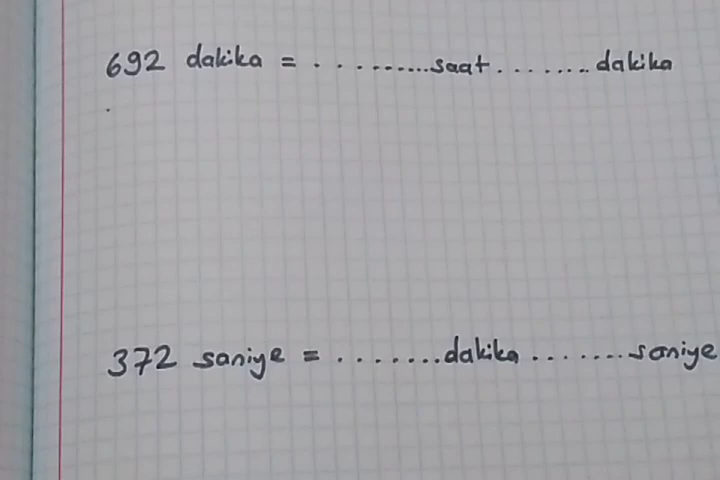 692 dakika = . . . . . . . . . . saat . . . . . . . . dakika
372 saniye = . . . . . . . . dakika . . . . . . . saniye